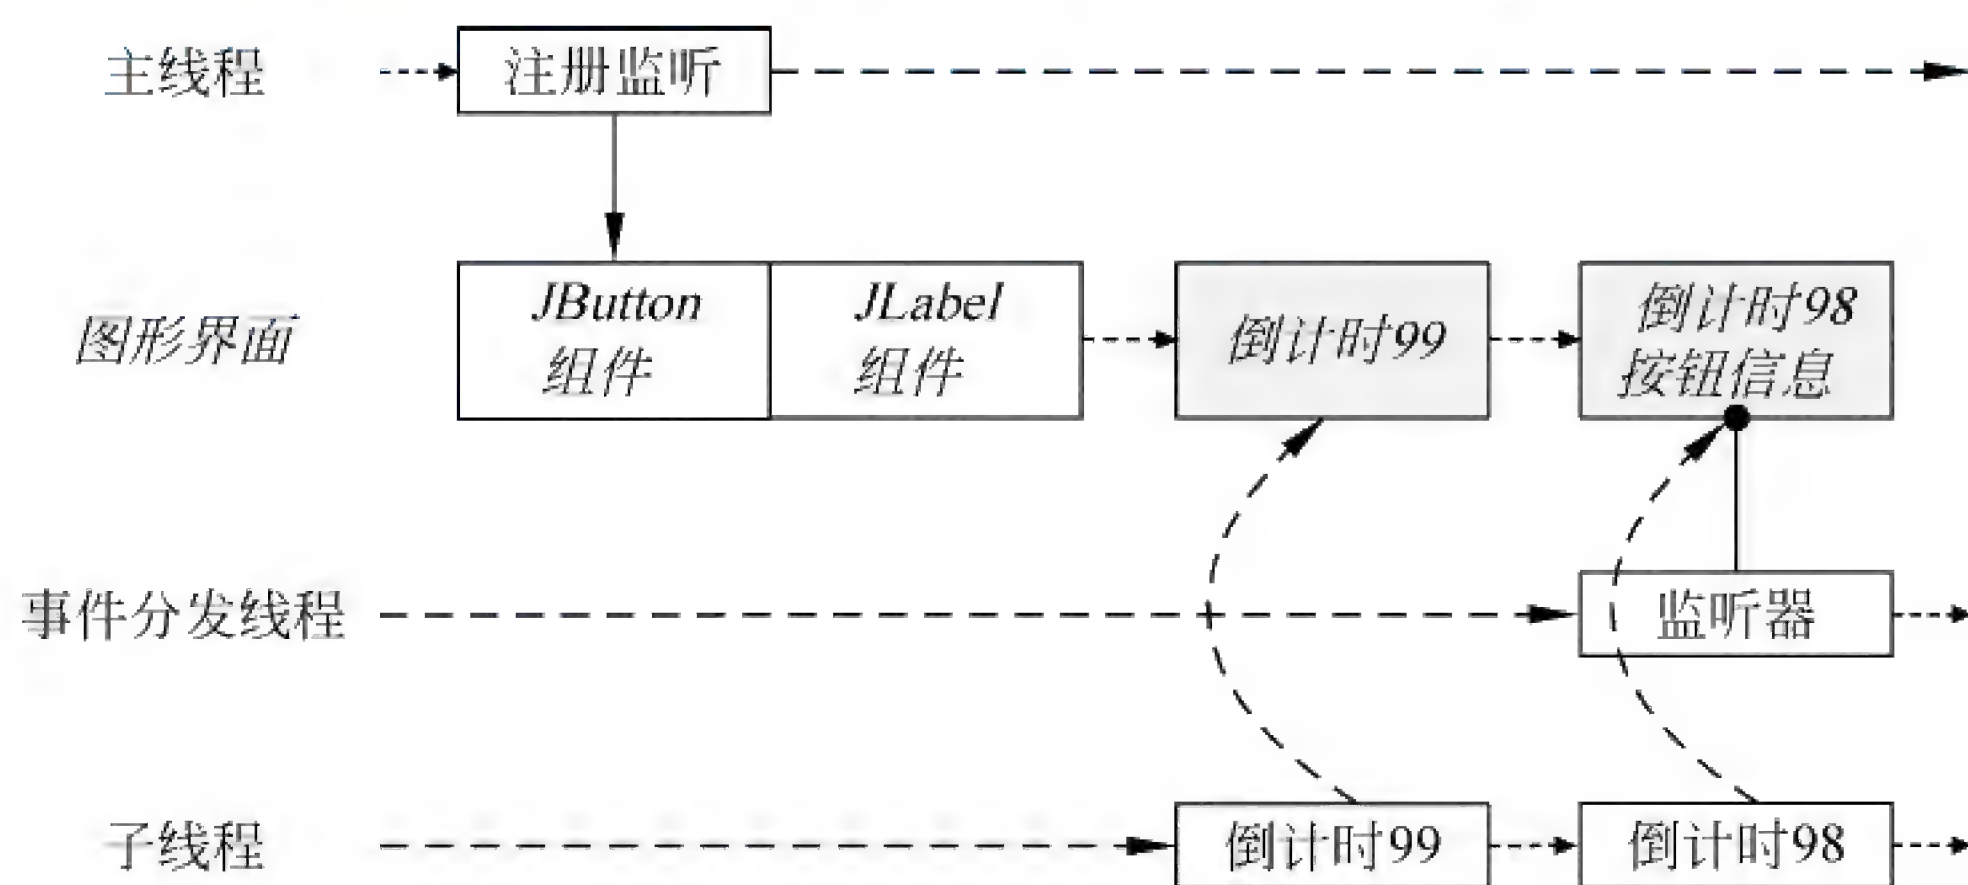 主线程
注册监听
图形界面
JButton
组件
JLabel
组件
倒计时99
倒计时98
按钮信息
事件分发线程
监听器
子线程
倒计时99
倒计时98